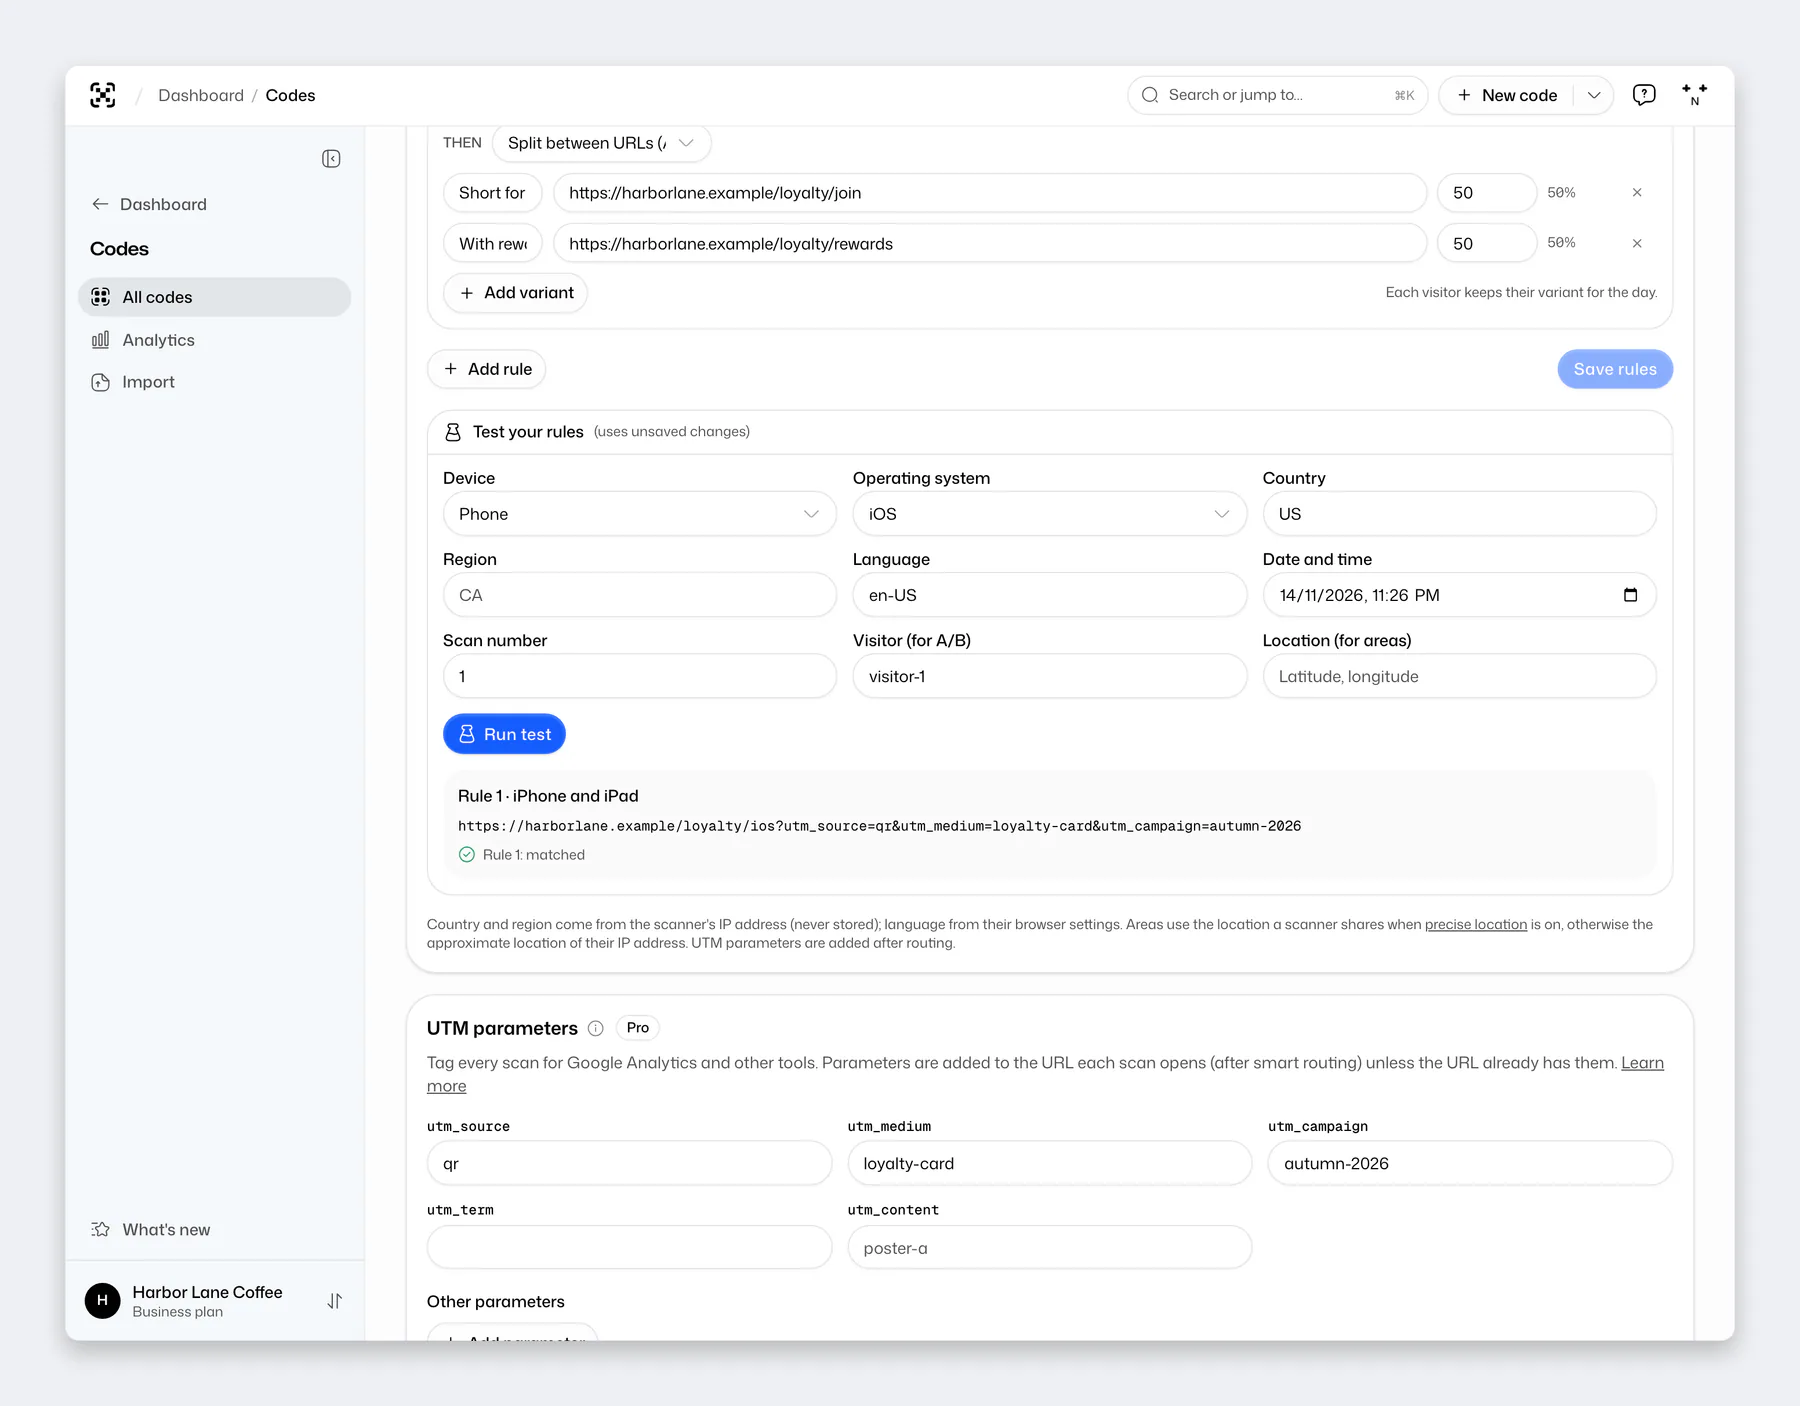 Dashboard / Codes
Search or jump to... ⌘K
+ New code
N
THEN Split between URLs (/
Short for https://harborlane.example/loyalty/join 50 50% ×
With rewa https://harborlane.example/loyalty/rewards 50 50% ×
+ Add variant Each visitor keeps their variant for the day.
+ Add rule Save rules
Test your rules (uses unsaved changes)
Device Operating system Country
Phone iOS US
Region Language Date and time
CA en-US 14/11/2026, 11:26 PM
Scan number Visitor (for A/B) Location (for areas)
1 visitor-1 Latitude, longitude
Run test
Rule 1 · iPhone and iPad
https://harborlane.example/loyalty/ios?utm_source=qr&utm_medium=loyalty-card&utm_campaign=autumn-2026
Rule 1: matched
Country and region come from the scanner's IP address (never stored); language from their browser settings. Areas use the location a scanner shares when precise location is on, otherwise the
approximate location of their IP address. UTM parameters are added after routing.
UTM parameters Pro
Tag every scan for Google Analytics and other tools. Parameters are added to the URL each scan opens (after smart routing) unless the URL already has them. Learn
more
utm_source utm_medium utm_campaign
qr loyalty-card autumn-2026
utm_term utm_content
poster-a
Other parameters
+ Add parameter
Dashboard
Codes
All codes
Analytics
Import
What's new
H
Harbor Lane Coffee
Business plan